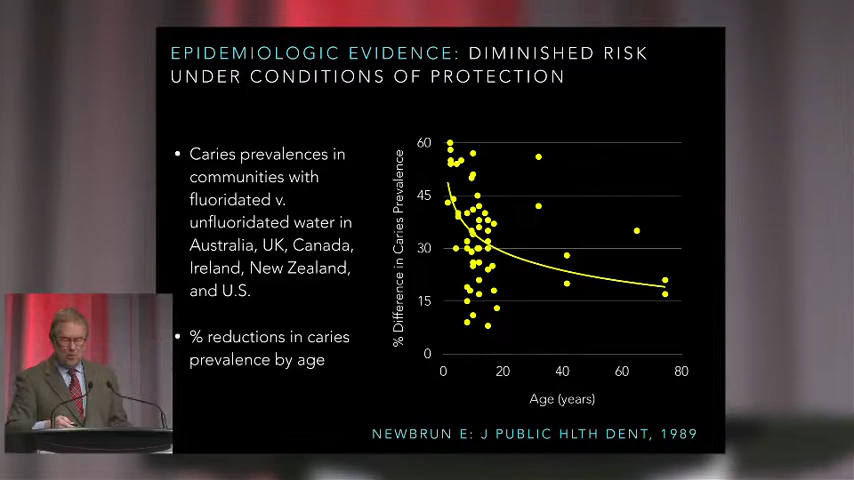 EPIDEMIOLOGIC EVIDENCE: DIMINISHED RISK
UNDER CONDITIONS OF PROTECTION
• Caries prevalences in
communities with
fluoridated v.
unfluoridated water in
Australia, UK, Canada,
Ireland, New Zealand,
and U.S.
• % reductions in caries
prevalence by age
% Difference in Caries Prevalence
60
45
30
15
0
0 20 40 60 80
Age (years)
NEWBRUN E: J PUBLIC HLTH DENT, 1989